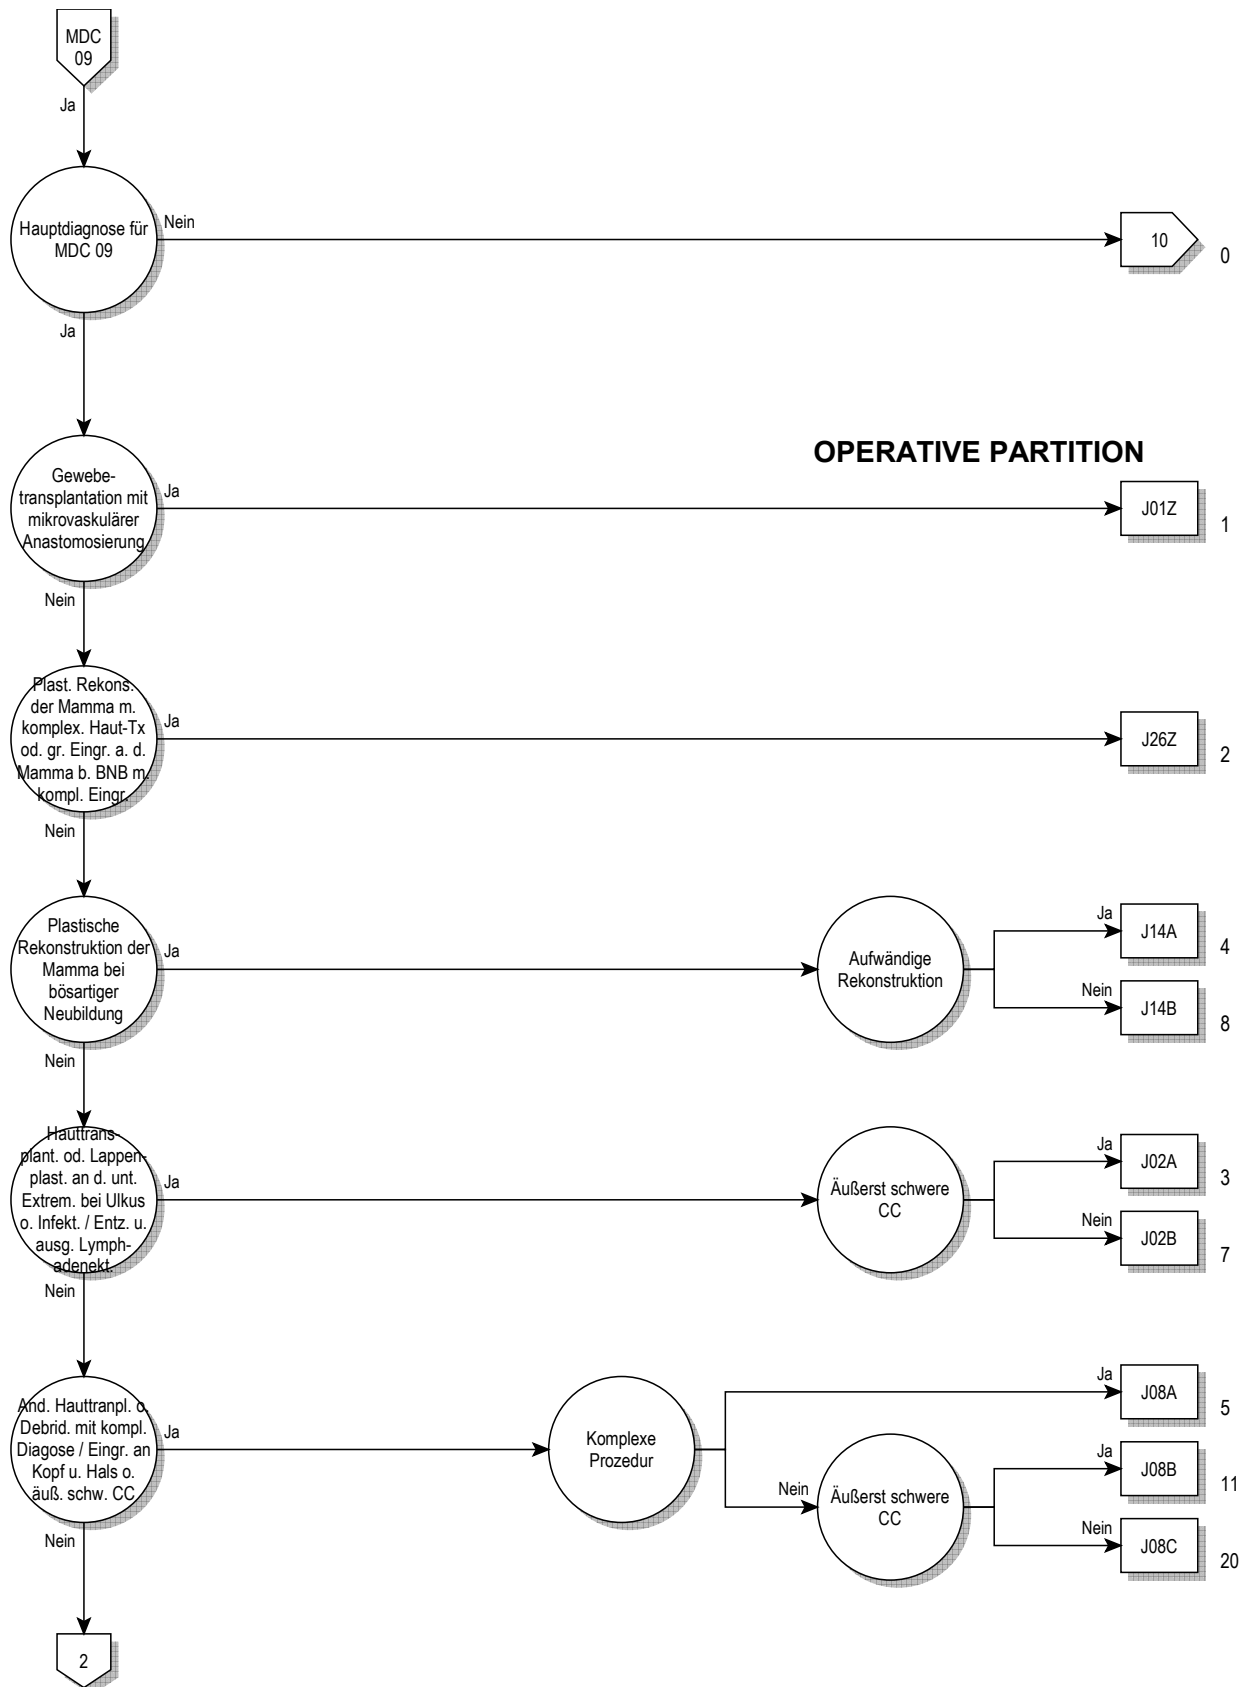 MDC
09
Ja
Hauptdiagnose für
MDC 09
Nein
10
0
Ja
OPERATIVE PARTITION
Gewebe-
transplantation mit
mikrovaskulärer
Anastomosierung
Ja
J01Z
1
Nein
Plast. Rekons.
der Mamma m.
komplex. Haut-Tx
od. gr. Eingr. a. d.
Mamma b. BNB m.
kompl. Eingr.
Ja
J26Z
2
Nein
Plastische
Rekonstruktion der
Mamma bei
bösartiger
Neubildung
Ja
Aufwändige
Rekonstruktion
Ja
J14A
4
Nein
J14B
8
Nein
Hauttrans-
plant. od. Lappen-
plast. an d. unt.
Extrem. bei Ulkus
o. Infekt. / Entz. u.
ausg. Lymph-
adenekt.
Ja
Äußerst schwere
CC
Ja
J02A
3
Nein
J02B
7
Nein
And. Hauttranpl. o.
Debrid. mit kompl.
Diagose / Eingr. an
Kopf u. Hals o.
äuß. schw. CC
Ja
Komplexe
Prozedur
Ja
J08A
5
Nein
Äußerst schwere
CC
Ja
J08B
11
Nein
J08C
20
Nein
2